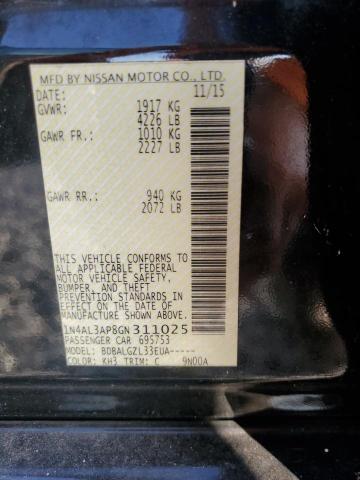 MFD BY NISSAN MOTOR CO., LTD.
DATE: 11/15
GVWR: 1917 KG
4226 LB
GAWR FR.: 1010 KG
2227 LB
GAWR RR.: 940 KG
2072 LB
THIS VEHICLE CONFORMS TO
ALL APPLICABLE FEDERAL
MOTOR VEHICLE SAFETY,
BUMPER, AND THEFT
PREVENTION STANDARDS IN
EFFECT ON THE DATE OF
MANUFACTURE SHOWN ABOVE.
1N4AL3AP8GN 311025
PASSENGER CAR 695753
MODEL: BDBALGZL33EUA-----
COLOR: KH3 TRIM: C 9N00A